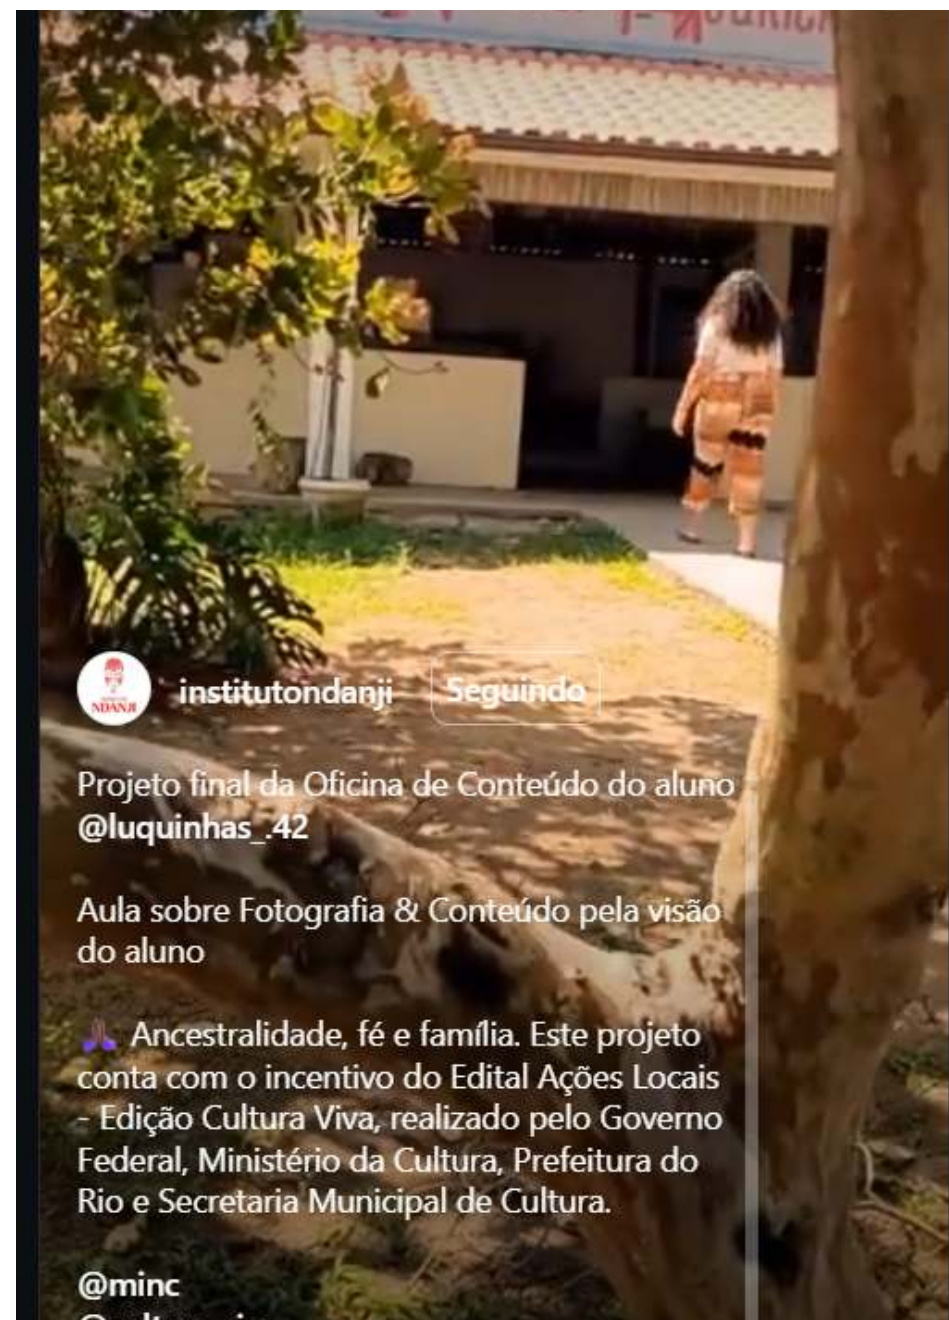 NDANJI
institutondanji Seguindo
Projeto final da Oficina de Conteúdo do aluno
@luquinhas_.42
Aula sobre Fotografia & Conteúdo pela visão
do aluno
🙏🏿 Ancestralidade, fé e família. Este projeto
conta com o incentivo do Edital Ações Locais
- Edição Cultura Viva, realizado pelo Governo
Federal, Ministério da Cultura, Prefeitura do
Rio e Secretaria Municipal de Cultura.
@minc